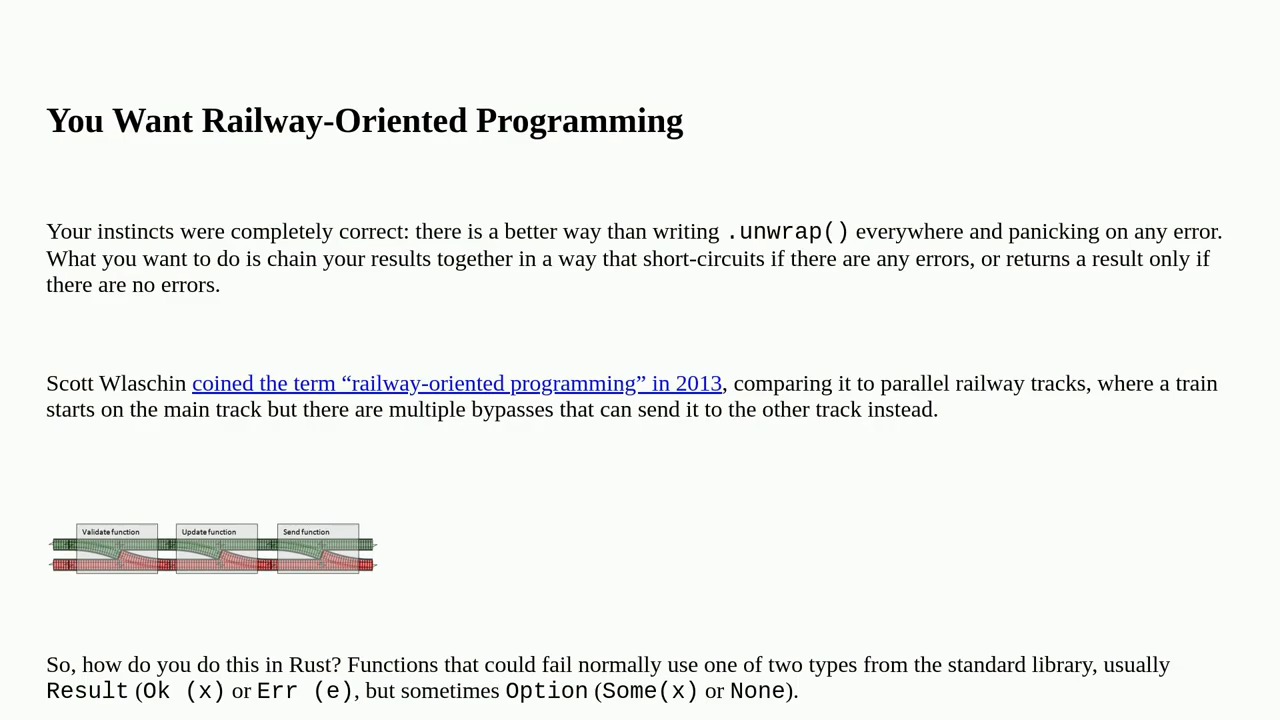 You Want Railway-Oriented Programming
Your instincts were completely correct: there is a better way than writing .unwrap() everywhere and panicking on any error.
What you want to do is chain your results together in a way that short-circuits if there are any errors, or returns a result only if
there are no errors.
Scott Wlaschin coined the term “railway-oriented programming” in 2013, comparing it to parallel railway tracks, where a train
starts on the main track but there are multiple bypasses that can send it to the other track instead.
Validate function Update function Send function
So, how do you do this in Rust? Functions that could fail normally use one of two types from the standard library, usually
Result (Ok (x) or Err (e), but sometimes Option (Some(x) or None).